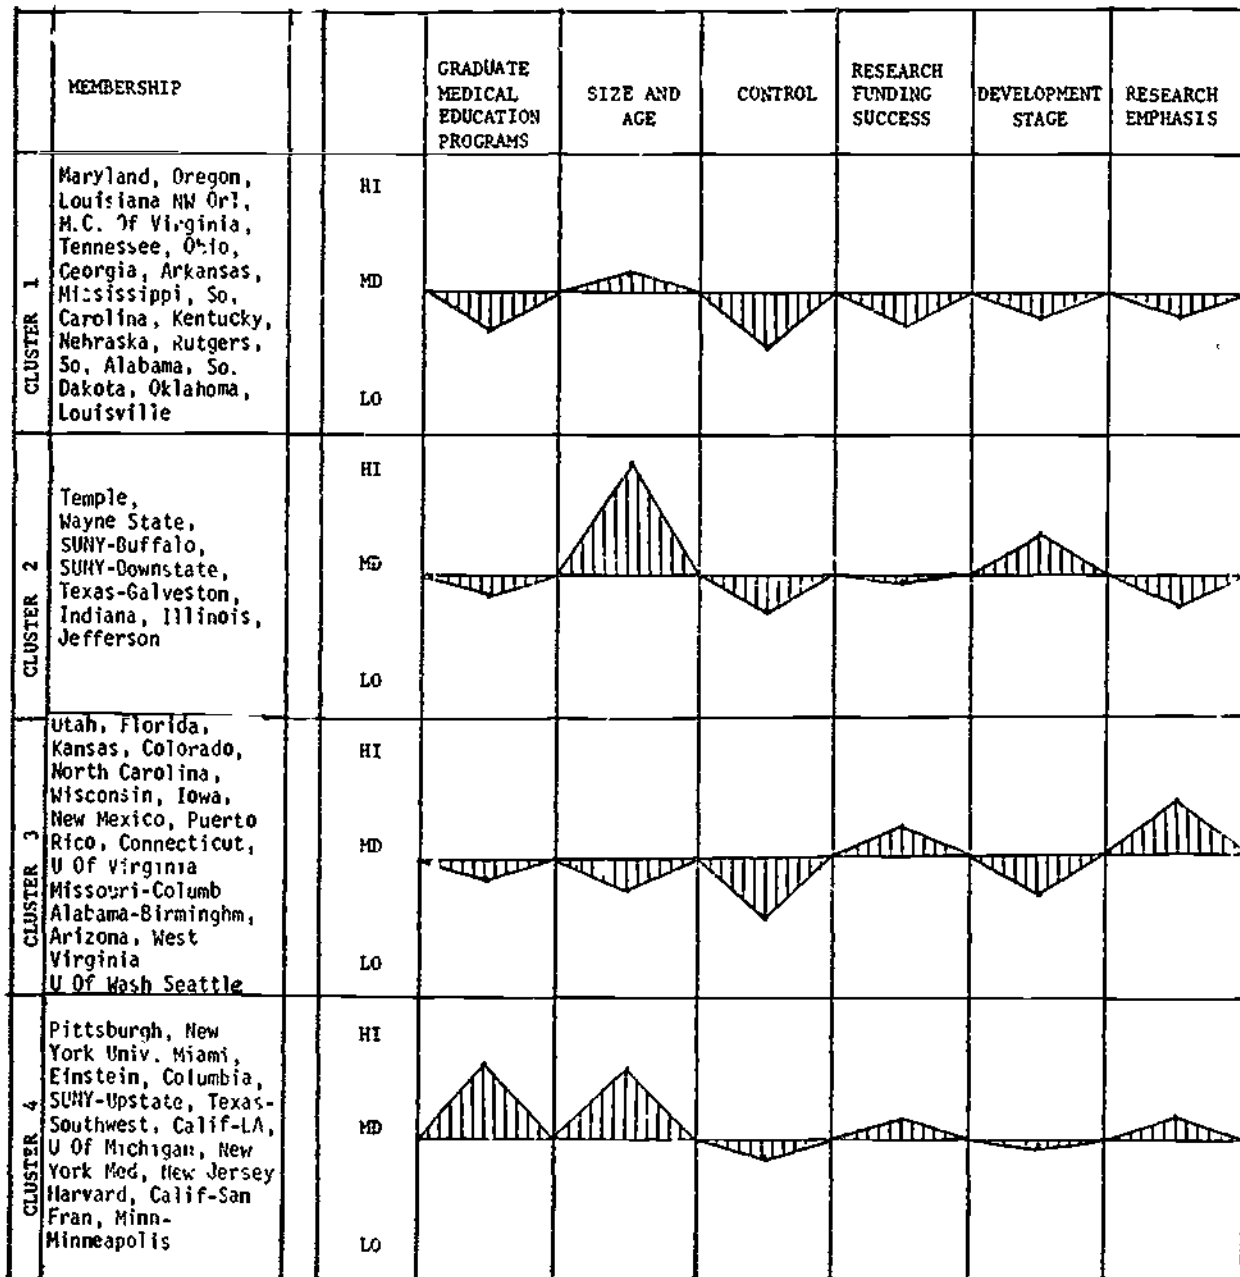 MEMBERSHIP
GRADUATE
MEDICAL
EDUCATION
PROGRAMS
SIZE AND
AGE
CONTROL
RESEARCH
FUNDING
SUCCESS
DEVELOPMENT
STAGE
RESEARCH
EMPHASIS
CLUSTER 1
Maryland, Oregon,
Louisiana NW Orl,
M.C. Of Virginia,
Tennessee, Ohio,
Georgia, Arkansas,
Mississippi, So.
Carolina, Kentucky,
Nehraska, Rutgers,
So. Alabama, So.
Dakota, Oklahoma,
Louisville
HI
MD
LO
CLUSTER 2
Temple,
Wayne State,
SUNY-Buffalo,
SUNY-Downstate,
Texas-Galveston,
Indiana, Illinois,
Jefferson
HI
MD
LO
CLUSTER 3
Utah, Florida,
Kansas, Colorado,
North Carolina,
Wisconsin, Iowa,
New Mexico, Puerto
Rico, Connecticut,
U Of Virginia
Missouri-Columb
Alabama-Birminghm,
Arizona, West
Virginia
U Of Wash Seattle
HI
MD
LO
CLUSTER 4
Pittsburgh, New
York Univ. Miami,
Einstein, Columbia,
SUNY-Upstate, Texas-
Southwest, Calif-LA,
U Of Michigan, New
York Med, New Jersey
Harvard, Calif-San
Fran, Minn-
Minneapolis
HI
MD
LO